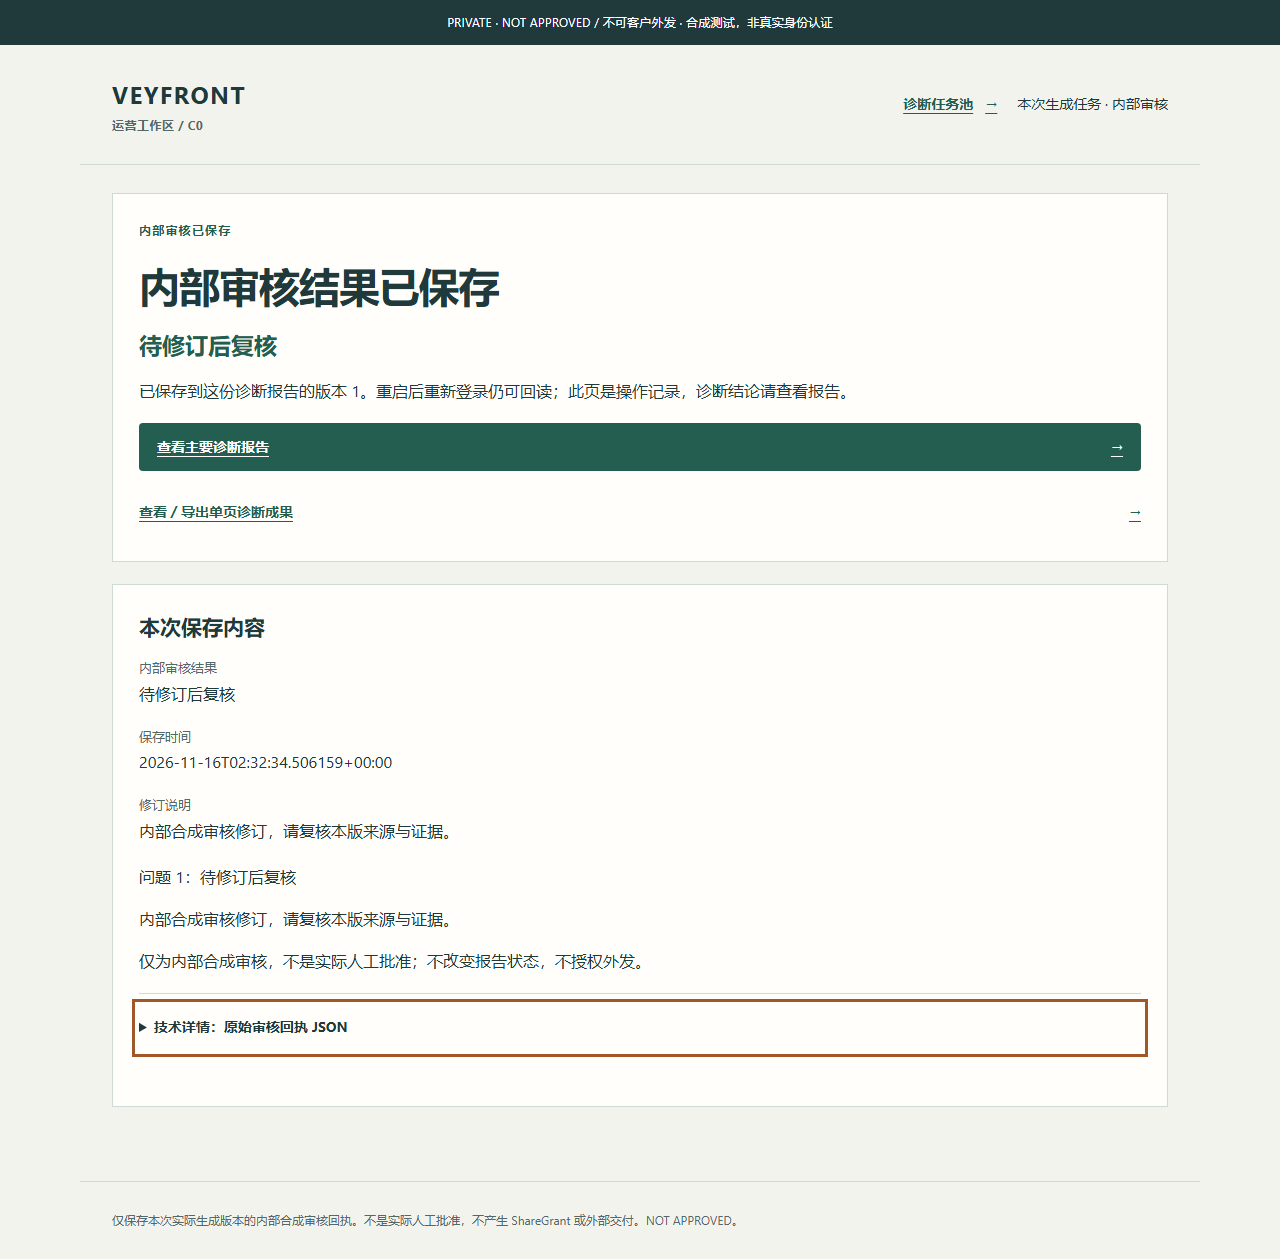 PRIVATE · NOT APPROVED / 不可客户外发 · 合成测试，非真实身份认证
VEYFRONT
运营工作区 / C0
诊断任务池 → 本次生成任务 · 内部审核
内部审核已保存
内部审核结果已保存
待修订后复核
已保存到这份诊断报告的版本 1。重启后重新登录仍可回读；此页是操作记录，诊断结论请查看报告。
查看主要诊断报告 →
查看 / 导出单页诊断成果 →
本次保存内容
内部审核结果
待修订后复核
保存时间
2026-11-16T02:32:34.506159+00:00
修订说明
内部合成审核修订，请复核本版来源与证据。
问题 1：待修订后复核
内部合成审核修订，请复核本版来源与证据。
仅为内部合成审核，不是实际人工批准；不改变报告状态，不授权外发。
▶ 技术详情：原始审核回执 JSON
仅保存本次实际生成版本的内部合成审核回执。不是实际人工批准，不产生 ShareGrant 或外部交付。NOT APPROVED。